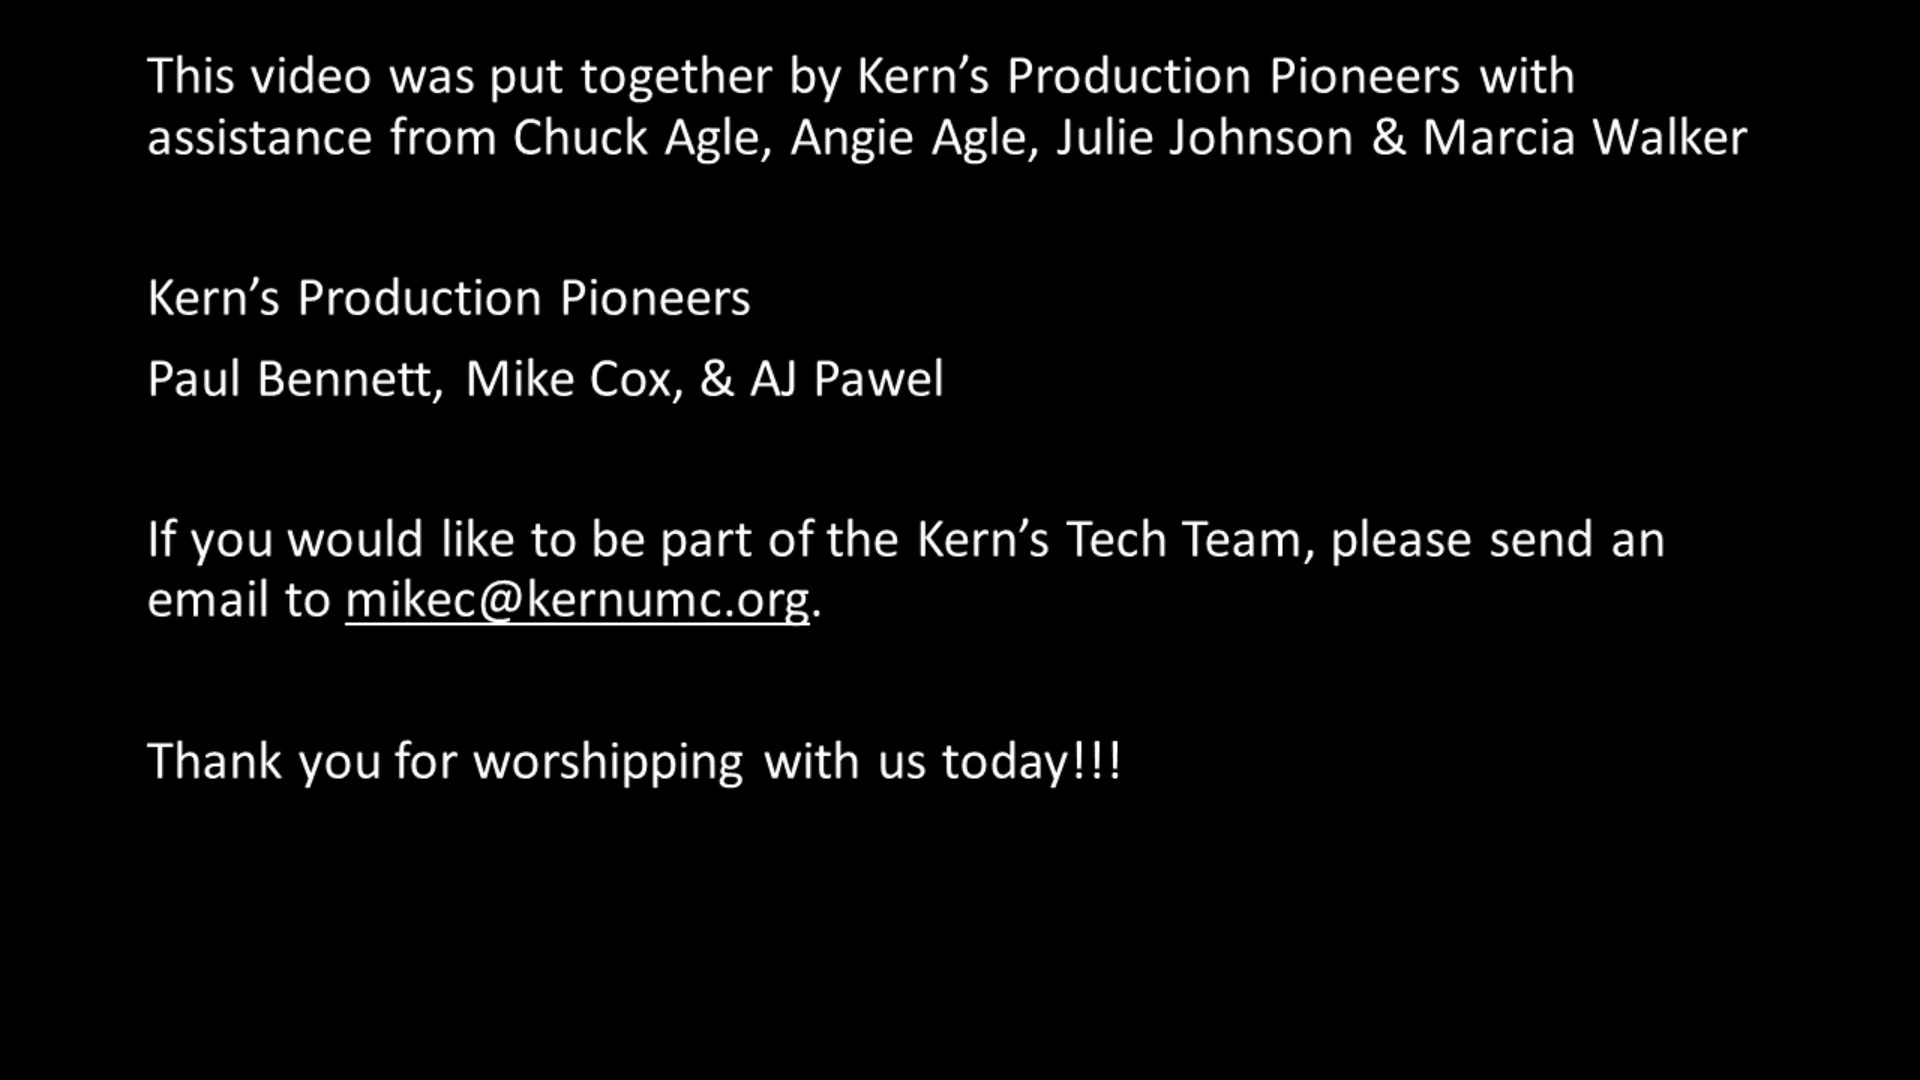 This video was put together by Kern’s Production Pioneers with
assistance from Chuck Agle, Angie Agle, Julie Johnson & Marcia Walker
Kern’s Production Pioneers
Paul Bennett, Mike Cox, & AJ Pawel
If you would like to be part of the Kern’s Tech Team, please send an
email to mikec@kernumc.org.
Thank you for worshipping with us today!!!